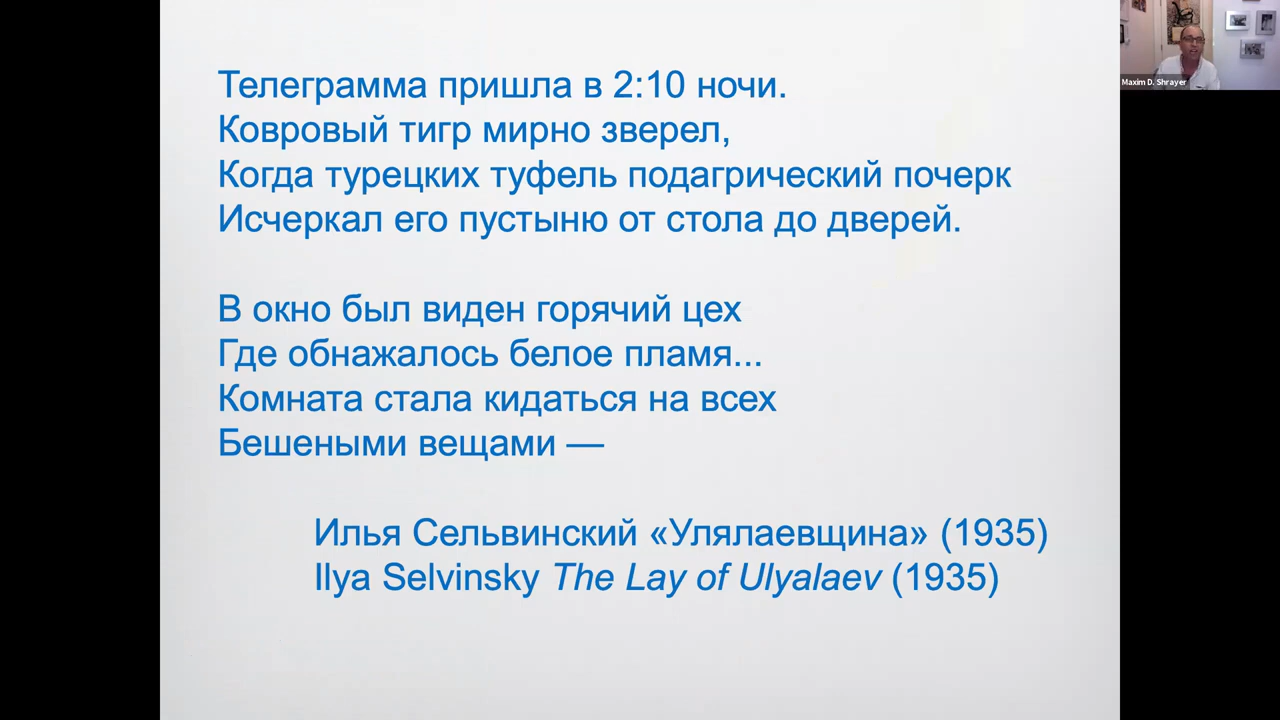 Телеграмма пришла в 2:10 ночи.
Ковровый тигр мирно зверел,
Когда турецких туфель подагрический почерк
Исчеркал его пустыню от стола до дверей.
В окно был виден горячий цех
Где обнажалось белое пламя...
Комната стала кидаться на всех
Бешеными вещами —
Илья Сельвинский «Улялаевщина» (1935)
Ilya Selvinsky The Lay of Ulyalaev (1935)
Maxim D. Shrayer